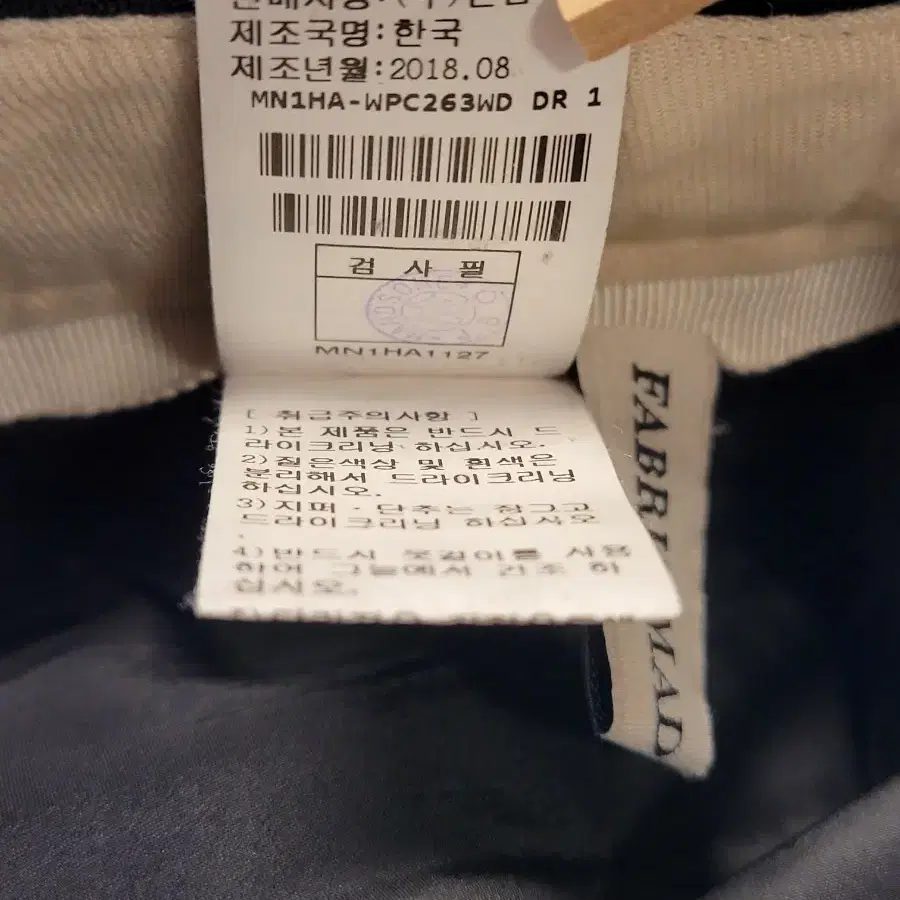 제조국명:한국
제조년월:2018.08
MN1HA-WPC263WD DR 1
검 사 필
MN1HA1127
[ 취급주의사항 ]
1)본 제품은 반드시 드
라이크리닝 하십시오.
2)짙은색상 및 흰색은
분리해서 드라이크리닝
하십시오.
3)지퍼·단추는 잠그고
드라이크리닝 하십시오
.
4)반드시 옷걸이를 사용
하여 그늘에서 건조 하
십시오.
FABRI MAD